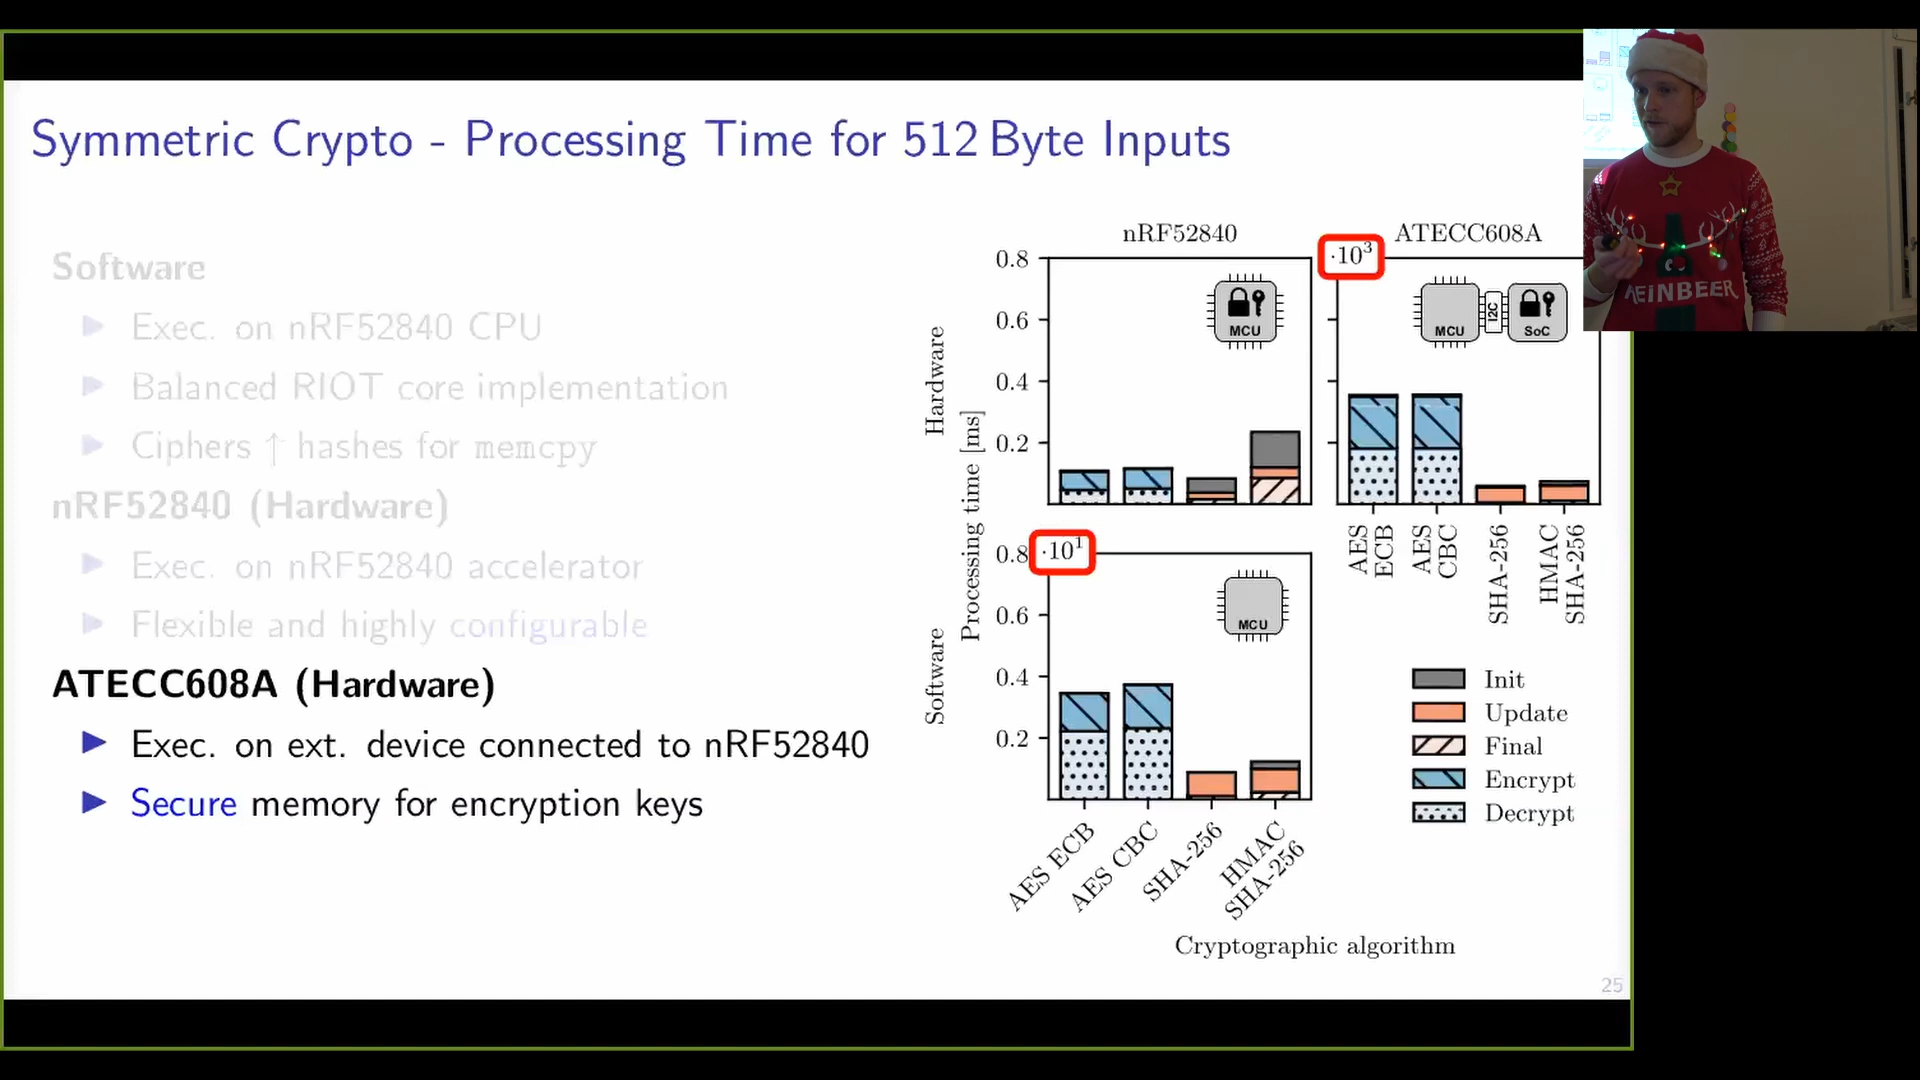 Symmetric Crypto - Processing Time for 512 Byte Inputs
Software
▶ Exec. on nRF52840 CPU
▶ Balanced RIOT core implementation
▶ Ciphers ↑ hashes for memcpy
nRF52840 (Hardware)
▶ Exec. on nRF52840 accelerator
▶ Flexible and highly configurable
ATECC608A (Hardware)
▶ Exec. on ext. device connected to nRF52840
▶ Secure memory for encryption keys
nRF52840
ATECC608A
·10³
0.8
0.6
0.4
0.2
Hardware
MCU
MCU
I2C
SoC
Processing time [ms]
AES
ECB
AES
CBC
SHA-256
HMAC
SHA-256
·10¹
0.8
0.6
0.4
0.2
Software
MCU
AES ECB
AES CBC
SHA-256
HMAC
SHA-256
Init
Update
Final
Encrypt
Decrypt
Cryptographic algorithm
25
REINBEER